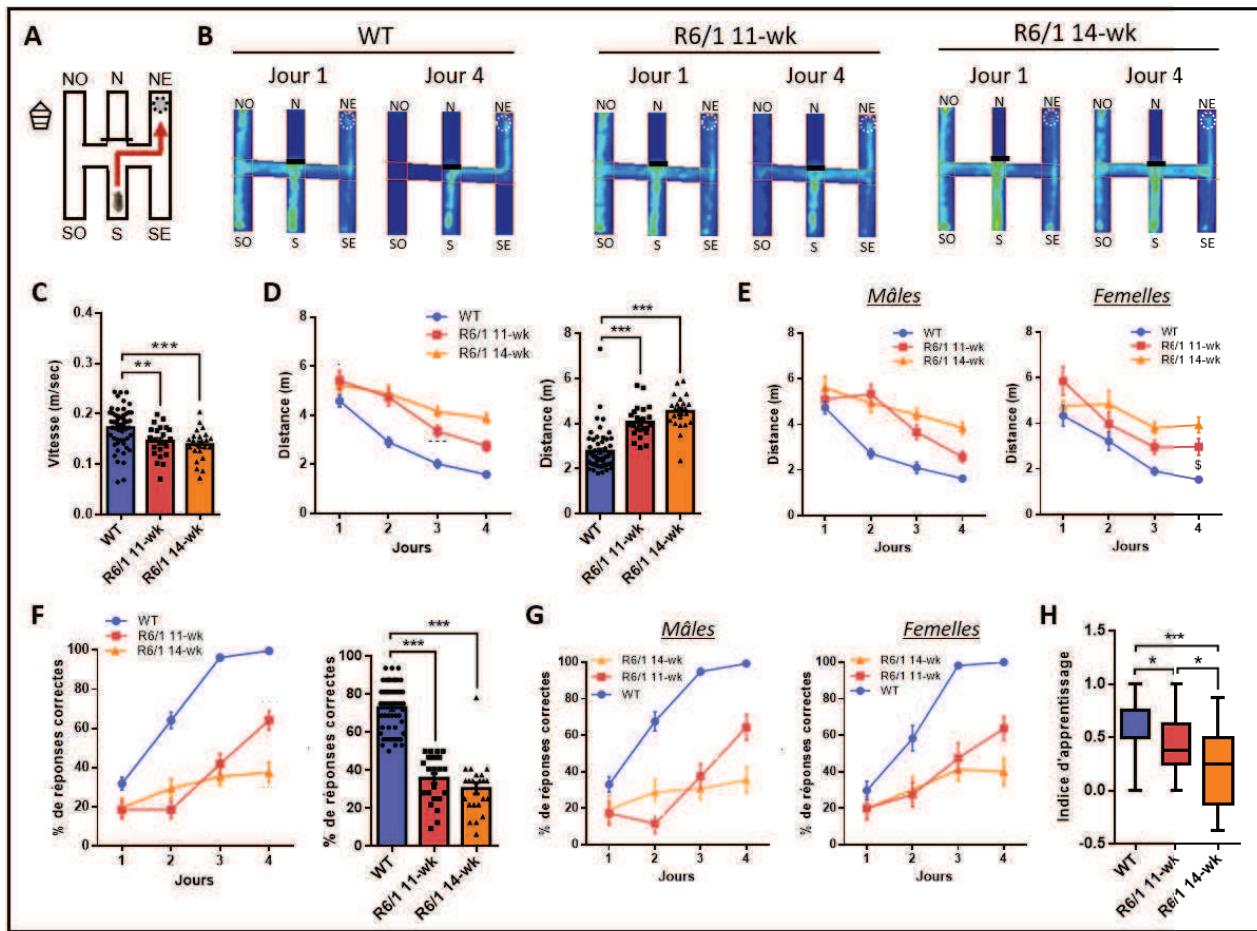 A
NO N NE
SO S SE
B
WT R6/1 11-wk R6/1 14-wk
Jour 1 Jour 4 Jour 1 Jour 4 Jour 1 Jour 4
NO N NE NO N NE NO N NE NO N NE NO N NE NO N NE
SO S SE SO S SE SO S SE SO S SE SO S SE SO S SE
C
Vitesse (m/sec)
0.4
0.3
0.2
0.1
0.0
***
**
WT
R6/1 11-wk
R6/1 14-wk
D
WT
R6/1 11-wk
R6/1 14-wk
Distance (m)
8
6
4
2
0
1 2 3 4
Jours
***
***
Distance (m)
8
6
4
2
0
WT
R6/1 11-wk
R6/1 14-wk
E
Mâles
WT
R6/1 11-wk
R6/1 14-wk
Distance (m)
8
6
4
2
0
1 2 3 4
Jours
Femelles
WT
R6/1 11-wk
R6/1 14-wk
Distance (m)
8
6
4
2
0
$
1 2 3 4
Jours
F
WT
R6/1 11-wk
R6/1 14-wk
% de réponses correctes
100
80
60
40
20
0
1 2 3 4
Jours
***
***
% de réponses correctes
100
80
60
40
20
0
WT
R6/1 11-wk
R6/1 14-wk
G
Mâles
R6/1 14-wk
R6/1 11-wk
WT
% de réponses correctes
100
80
60
40
20
0
1 2 3 4
Jours
Femelles
R6/1 14-wk
R6/1 11-wk
WT
% de réponses correctes
100
80
60
40
20
0
1 2 3 4
Jours
H
Indice d'apprentissage
1.5
1.0
0.5
0.0
-0.5
***
*
*
WT
R6/1 11-wk
R6/1 14-wk